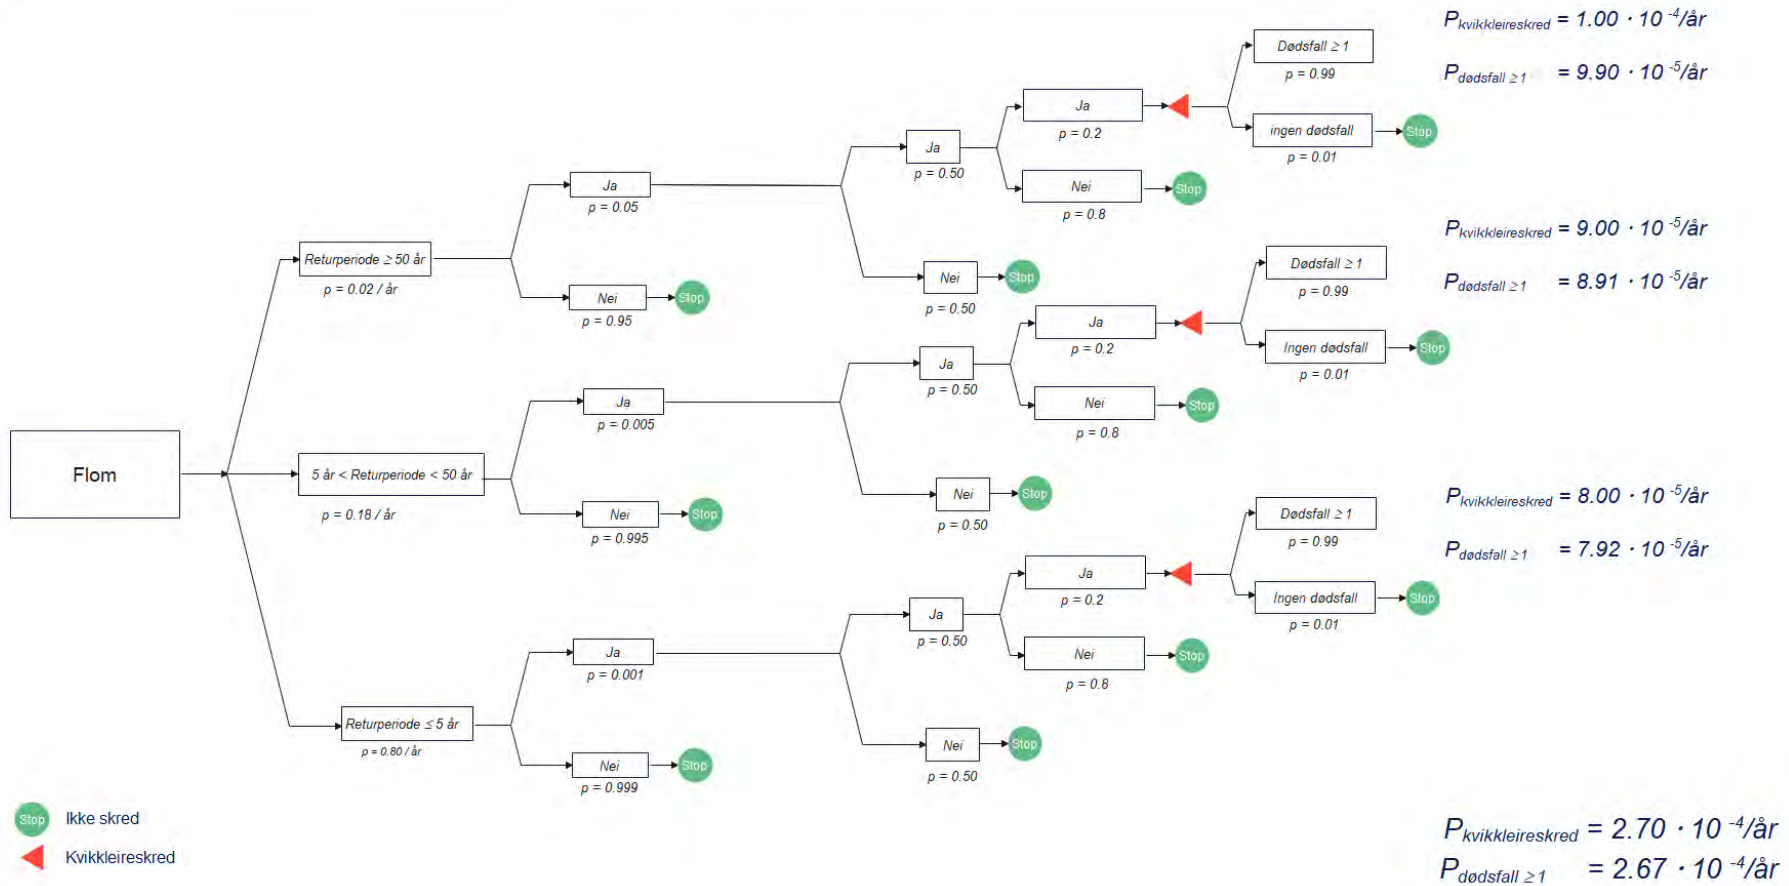 P kvikkleireskred = 1.00 · 10 -4/år
Dødsfall ≥ 1
p = 0.99
P dødsfall ≥ 1 = 9.90 · 10 -5/år
Ja
p = 0.2
ingen dødsfall
Stop
p = 0.01
Ja
p = 0.50
Nei
Stop
p = 0.8
Ja
p = 0.05
Returperiode ≥ 50 år
p = 0.02 / år
Nei
Stop
p = 0.95
Nei
Stop
p = 0.50
P kvikkleireskred = 9.00 · 10 -5/år
Dødsfall ≥ 1
p = 0.99
P dødsfall ≥ 1 = 8.91 · 10 -5/år
Ja
p = 0.2
Ingen dødsfall
Stop
p = 0.01
Ja
p = 0.50
Nei
Stop
p = 0.8
Ja
p = 0.005
Flom
5 år < Returperiode < 50 år
p = 0.18 / år
Nei
Stop
p = 0.995
Nei
Stop
p = 0.50
P kvikkleireskred = 8.00 · 10 -5/år
Dødsfall ≥ 1
p = 0.99
P dødsfall ≥ 1 = 7.92 · 10 -5/år
Ja
p = 0.2
Ingen dødsfall
Stop
p = 0.01
Ja
p = 0.50
Nei
Stop
p = 0.8
Ja
p = 0.001
Returperiode ≤ 5 år
p = 0.80 / år
Nei
Stop
p = 0.999
Nei
Stop
p = 0.50
Stop Ikke skred
Kvikkleireskred
P kvikkleireskred = 2.70 · 10 -4/år
P dødsfall ≥ 1 = 2.67 · 10 -4/år